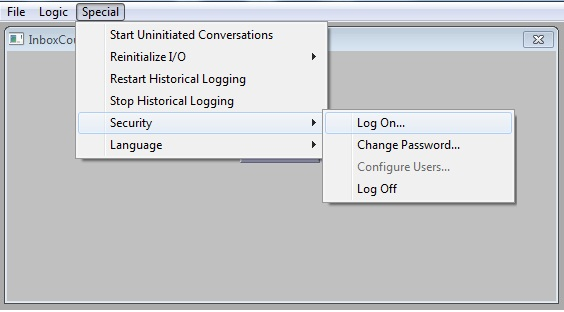 File Logic Special
InboxCou
Start Uninitiated Conversations
Reinitialize I/O
Restart Historical Logging
Stop Historical Logging
Security
Language
Log On...
Change Password...
Configure Users...
Log Off